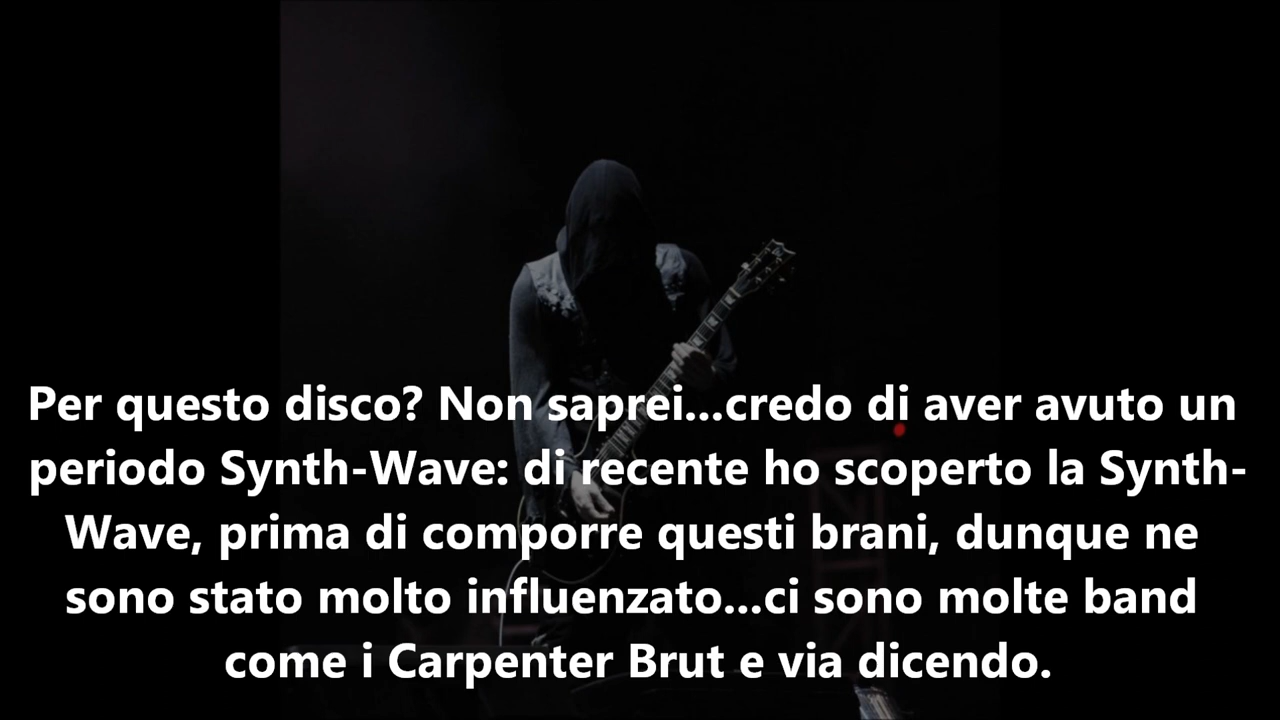 Per questo disco? Non saprei...credo di aver avuto un
periodo Synth-Wave: di recente ho scoperto la Synth-
Wave, prima di comporre questi brani, dunque ne
sono stato molto influenzato...ci sono molte band
come i Carpenter Brut e via dicendo.